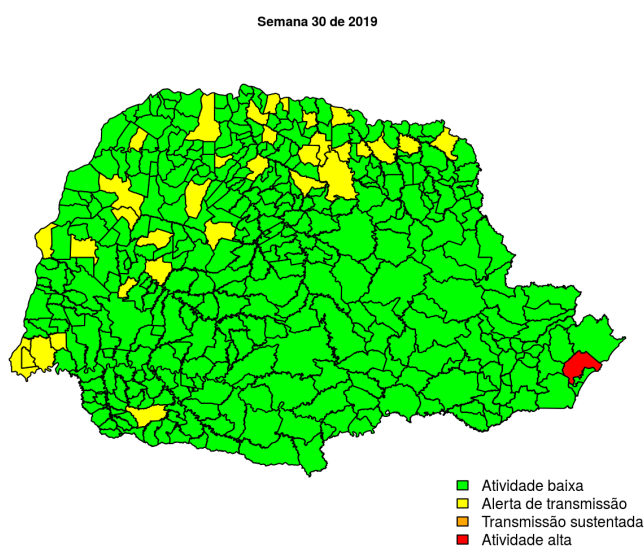 Semana 30 de 2019
Atividade baixa
Alerta de transmissão
Transmissão sustentada
Atividade alta